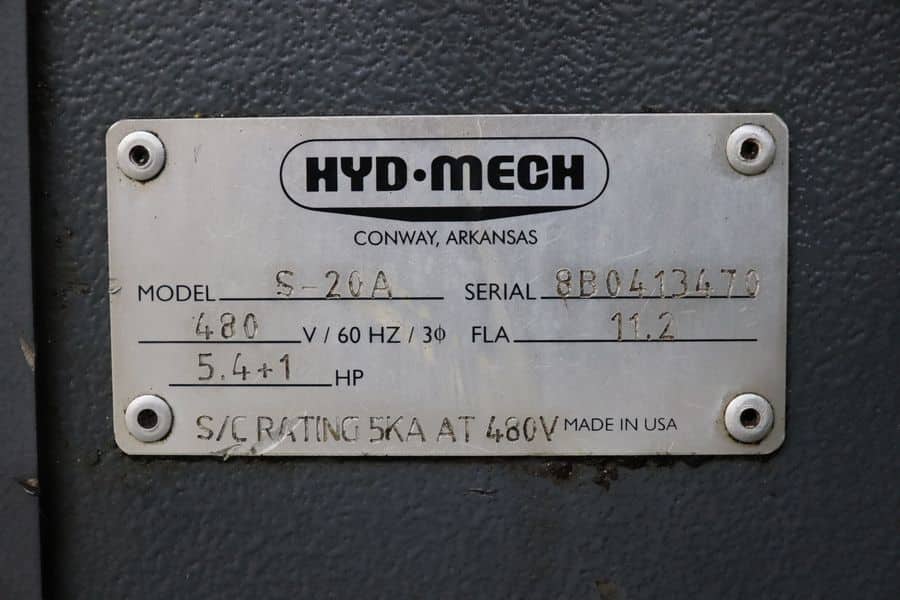 HYD•MECH
CONWAY, ARKANSAS
MODEL S-20A SERIAL 8B0413470
480 V / 60 HZ / 3ϕ FLA 11.2
5.4+1 HP
S/C RATING 5KA AT 480V MADE IN USA